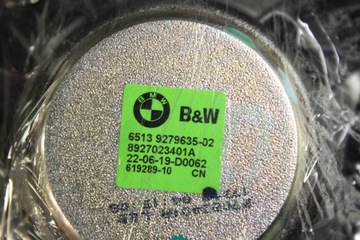 BMW
B&W
6513 9279635-02
8927023401A
22-06-19-D0062
619289-10 CN